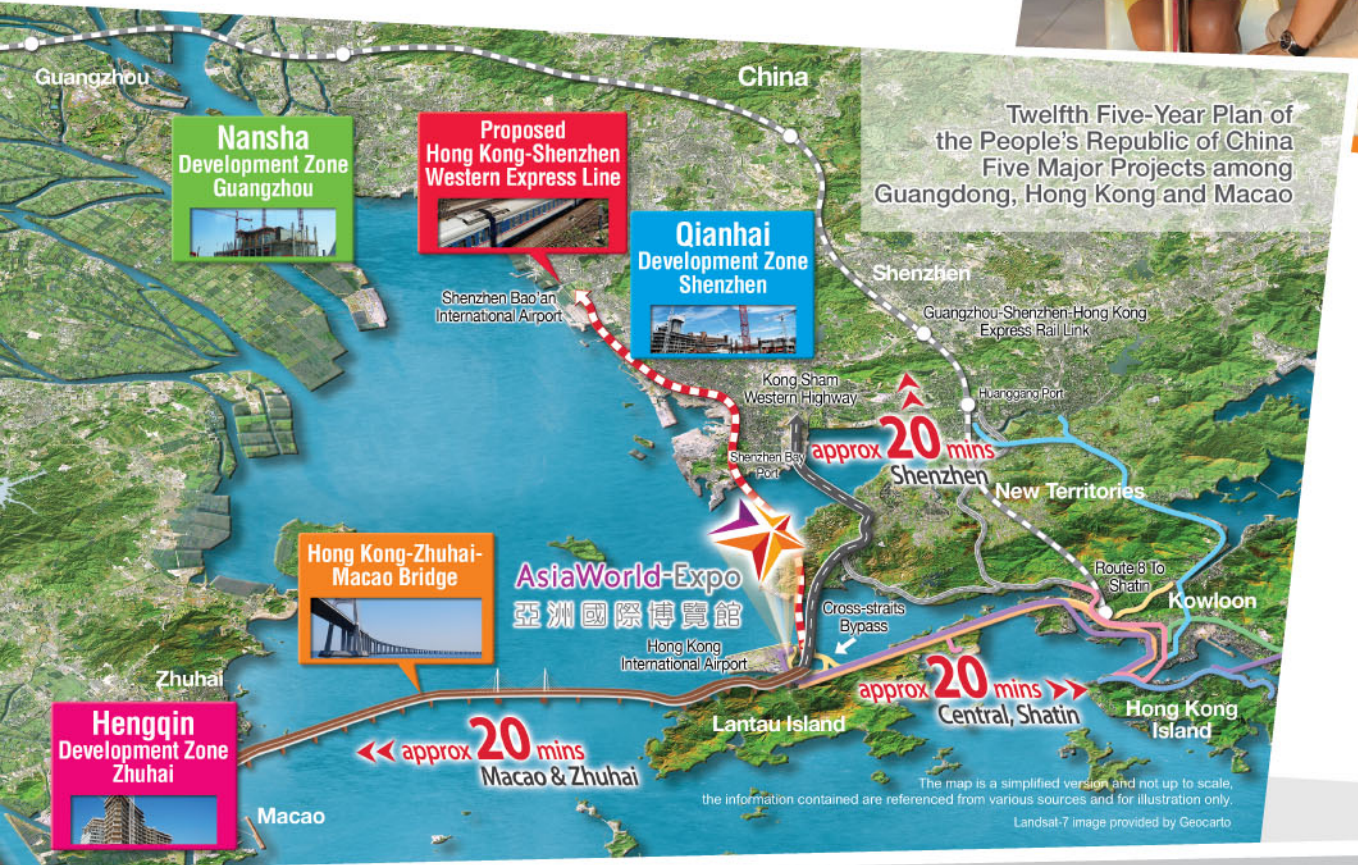 Guangzhou
China
Twelfth Five-Year Plan of
the People's Republic of China
Five Major Projects among
Guangdong, Hong Kong and Macao
Nansha
Development Zone
Guangzhou
Proposed
Hong Kong-Shenzhen
Western Express Line
Qianhai
Development Zone
Shenzhen
Shenzhen
Shenzhen Bao'an
International Airport
Guangzhou-Shenzhen-Hong Kong
Express Rail Link
Kong Sham
Western Highway
Huanggang Port
approx 20 mins
Shenzhen
Shenzhen Bay
Port
New Territories
Hong Kong-Zhuhai-
Macao Bridge
AsiaWorld-Expo
亞洲國際博覽館
Route 8 To
Shatin
Kowloon
Cross-straits
Bypass
Hong Kong
International Airport
Zhuhai
approx 20 mins
Central, Shatin
Hong Kong
Island
Lantau Island
Hengqin
Development Zone
Zhuhai
approx 20 mins
Macao & Zhuhai
Macao
The map is a simplified version and not up to scale,
the information contained are referenced from various sources and for illustration only.
Landsat-7 image provided by Geocarto